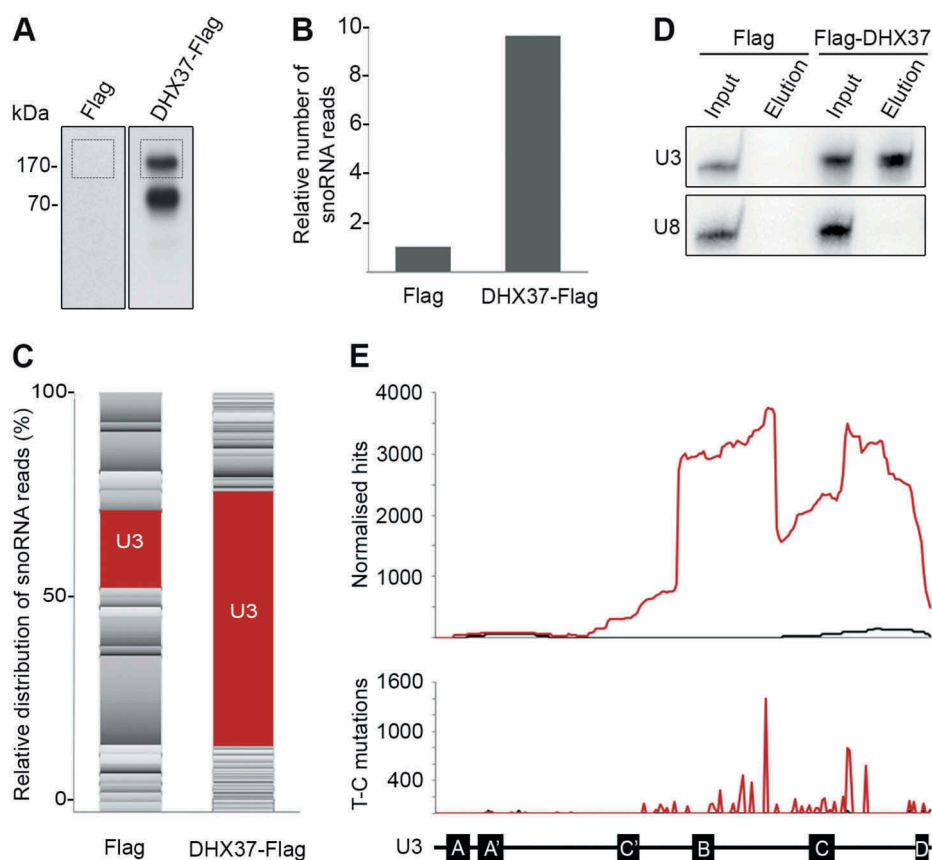 A
Flag
DHX37-Flag
kDa
170-
70-
B
Relative number of
snoRNA reads
10
8
6
4
2
Flag
DHX37-Flag
D
Flag
Flag-DHX37
Input
Elution
Input
Elution
U3
U8
C
Relative distribution of snoRNA reads (%)
100
50
0
U3
U3
Flag
DHX37-Flag
E
Normalised hits
4000
3000
2000
1000
T-C mutations
1600
1200
800
400
U3
A
A'
C'
B
C
D